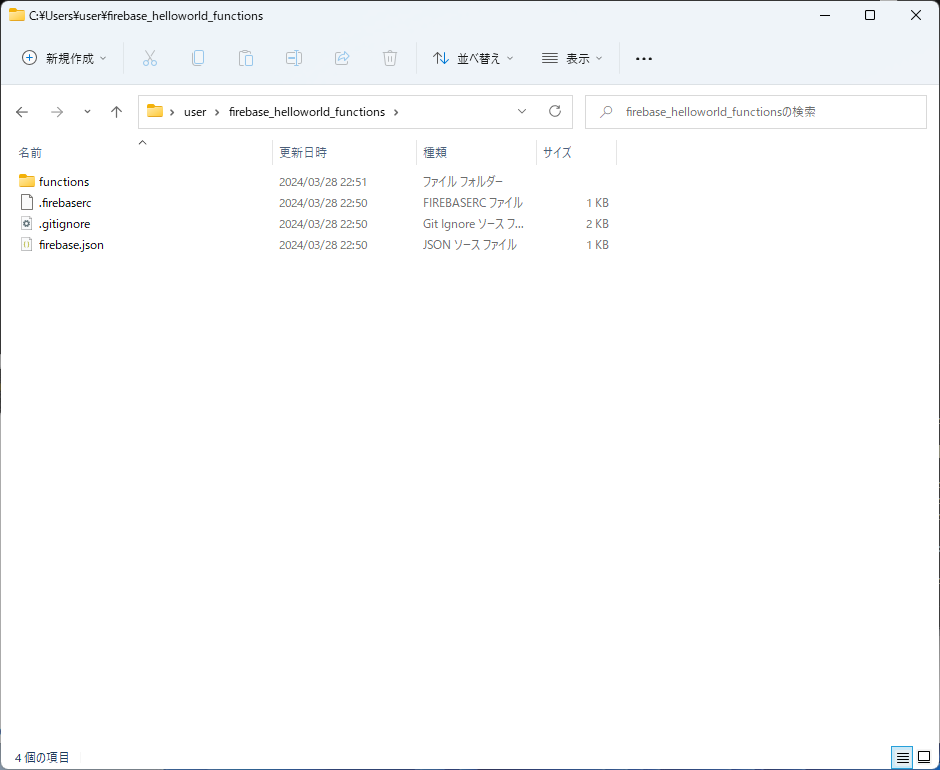 C:¥Users¥user¥firebase_helloworld_functions
新規作成 並べ替え 表示
user firebase_helloworld_functions firebase_helloworld_functionsの検索
名前 更新日時 種類 サイズ
functions 2024/03/28 22:51 ファイル フォルダー
.firebaserc 2024/03/28 22:50 FIREBASERC ファイル 1 KB
.gitignore 2024/03/28 22:50 Git Ignore ソース フ... 2 KB
firebase.json 2024/03/28 22:50 JSON ソース ファイル 1 KB
4 個の項目